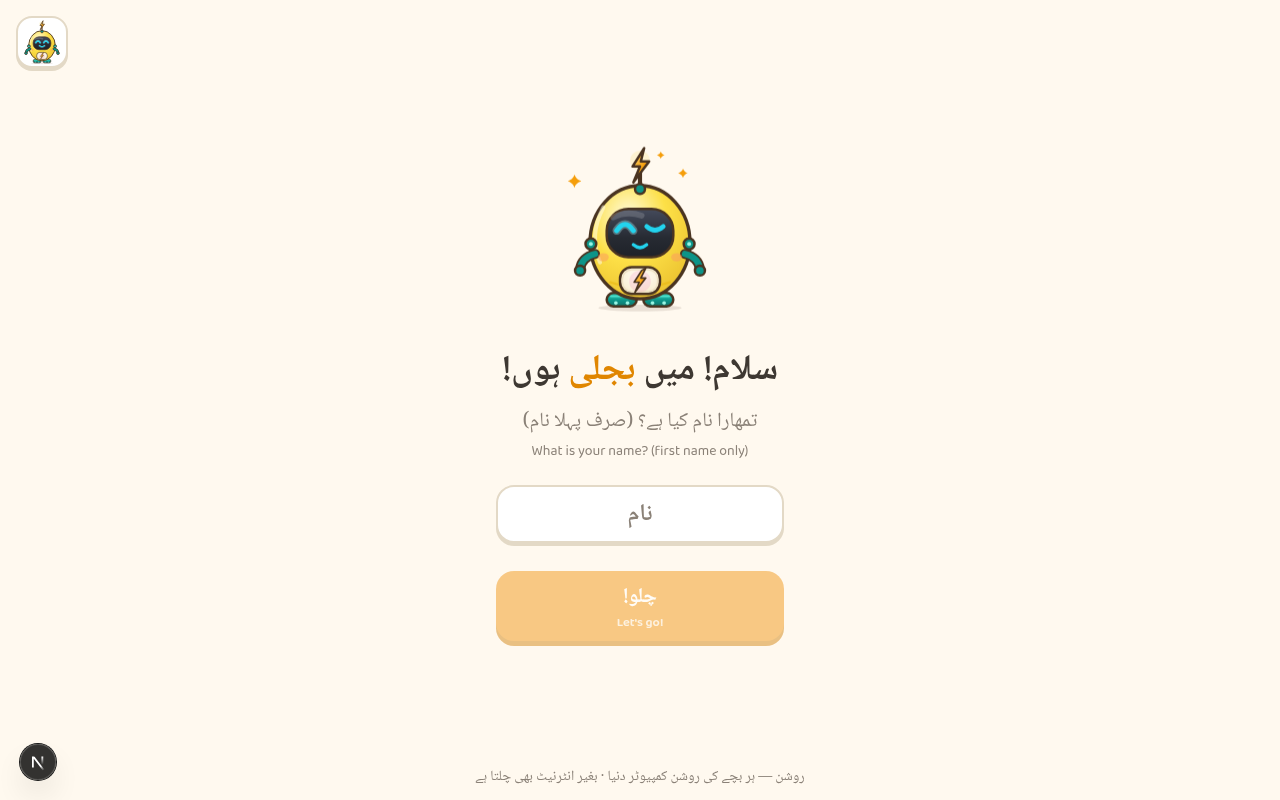 سلام! میں بجلی ہوں!
تمھارا نام کیا ہے؟ (صرف پہلا نام)
What is your name? (first name only)
نام
چلو!
Let's go!
N
روشن — ہر بچے کی روشن کمپیوٹر دنیا · بغیر انٹرنیٹ بھی چلتا ہے